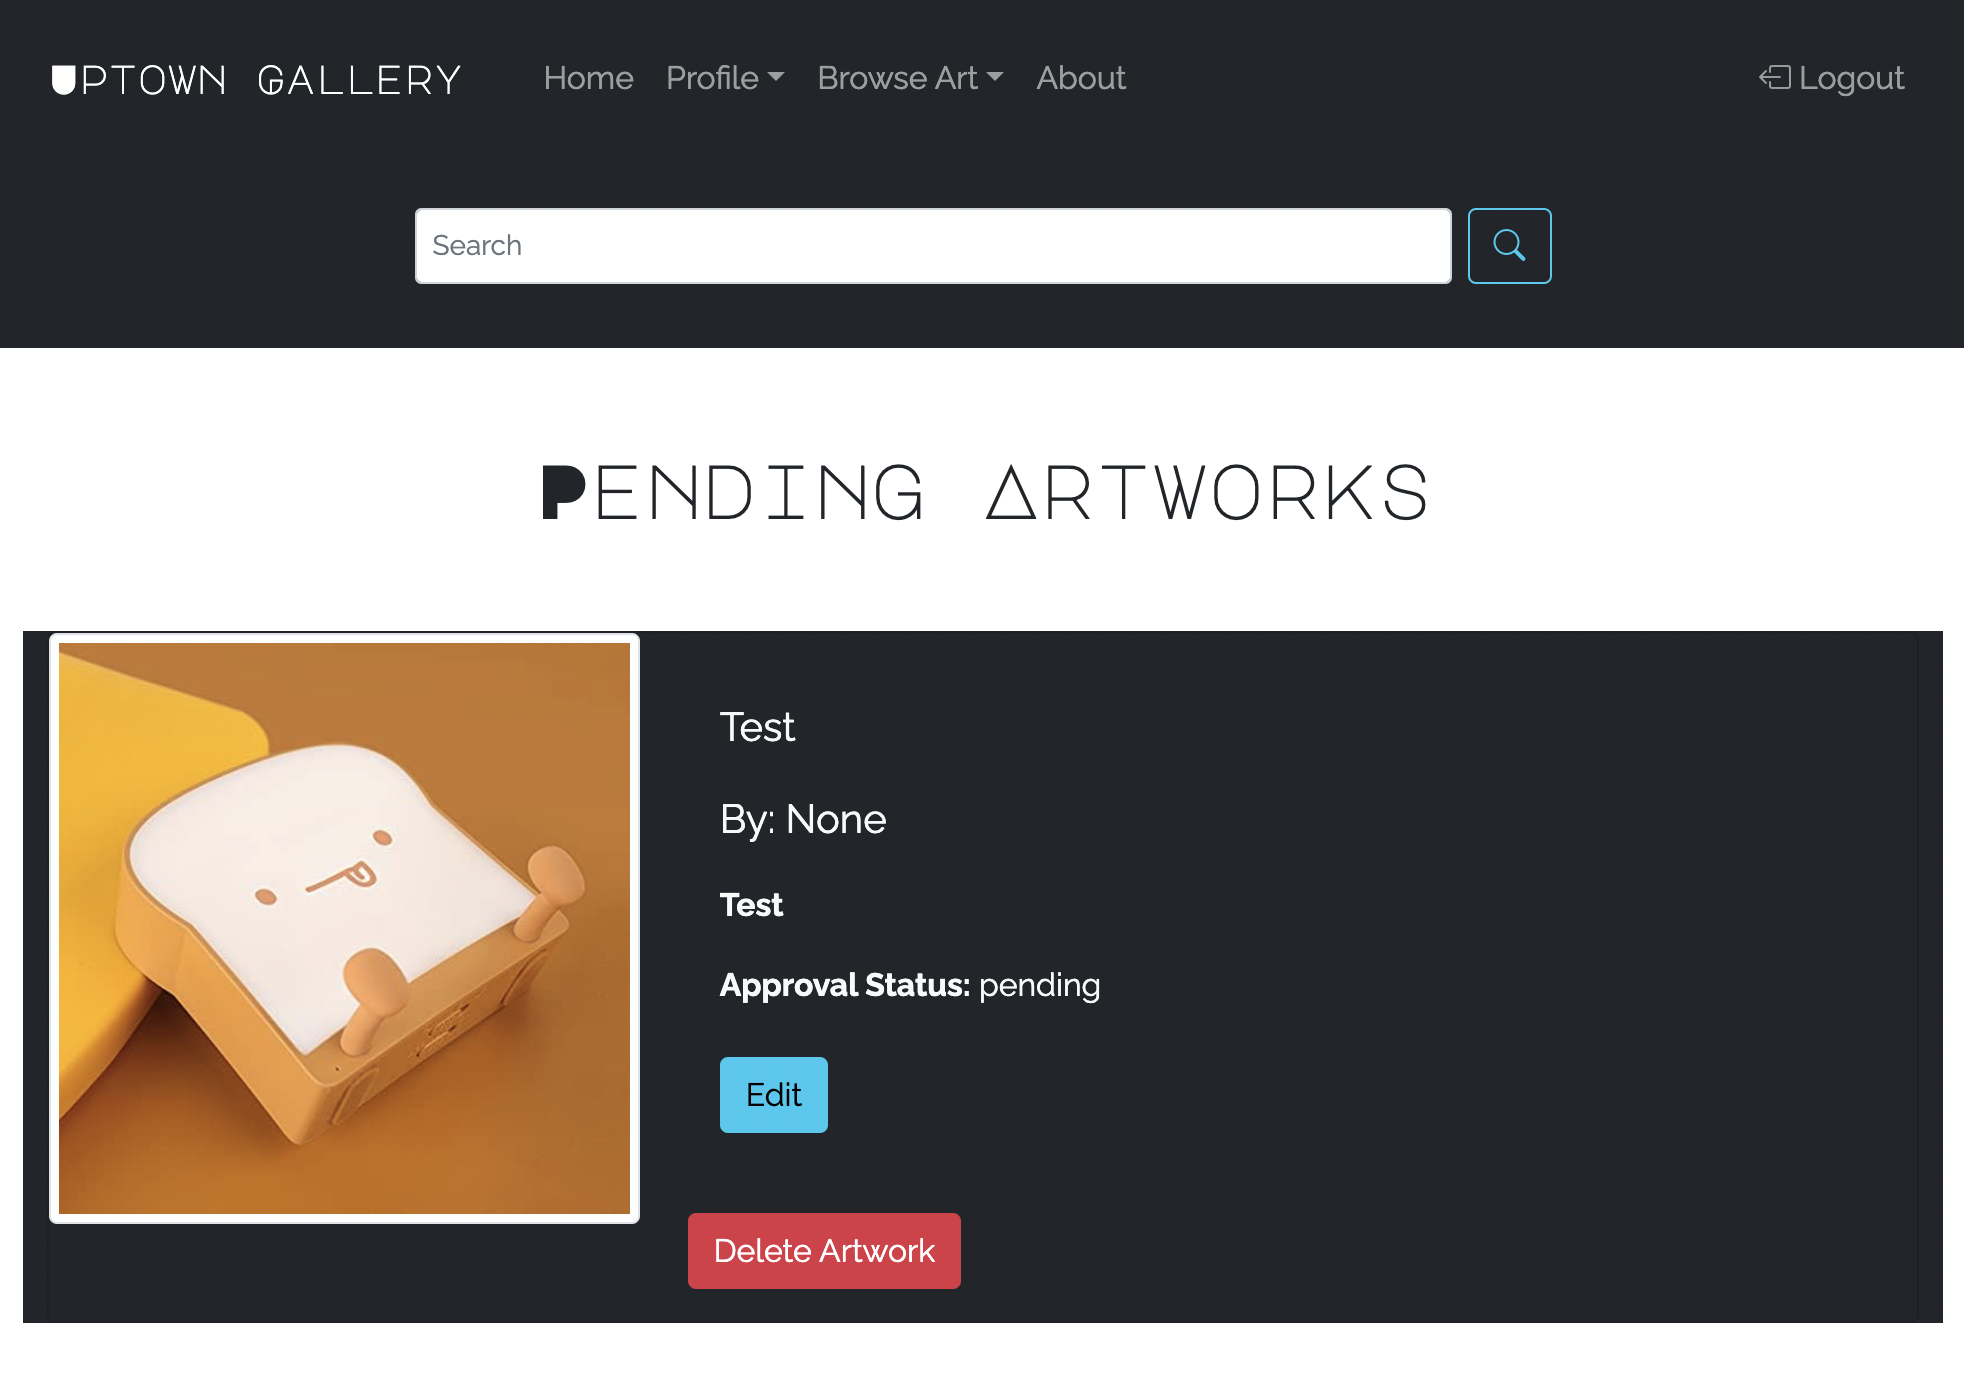 UPTOWN GALLERY
Home
Profile
Browse Art
About
Logout
Search
PENDING ARTWORKS
Test
By: None
Test
Approval Status: pending
Edit
Delete Artwork